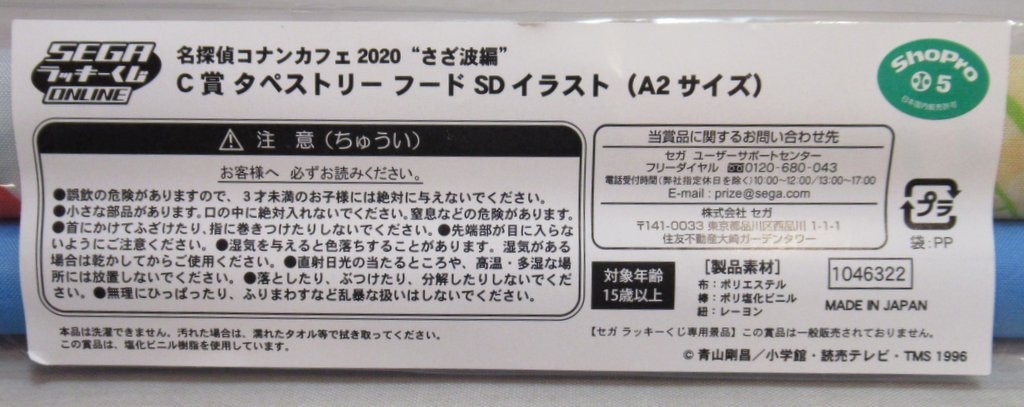 SEGA
ラッキーくじ
ONLINE
名探偵コナンカフェ 2020 “さざ波編”
C賞 タペストリー フード SD イラスト (A2サイズ)
ShoPro
5
日本国内販売許可
⚠ 注 意 (ちゅうい)
お客様へ 必ずお読みください。
●誤飲の危険がありますので、3才未満のお子様には絶対に与えないでください。
●小さな部品があります。口の中に絶対入れないでください。窒息などの危険があります。
●首にかけてふざけたり、指に巻きつけたりしないでください。●先端部が目に入らな
いようにご注意ください。●湿気を与えると色落ちすることがあります。湿気がある
場合は乾かしてからご使用ください。●直射日光の当たるところや、高温・多湿な場
所には放置しないでください。●落としたり、ぶつけたり、分解したりしないでくださ
い。●無理にひっぱったり、ふりまわすなど乱暴な扱いはしないでください。
本品は洗濯できません。汚れた場合は、濡れたタオル等で拭き取ってください。
この賞品は、塩化ビニル樹脂を使用しています。
当賞品に関するお問い合わせ先
セガ ユーザーサポートセンター
フリーダイヤル 0120-680-043
電話受付時間(弊社指定休日を除く)10:00〜12:00/13:00〜17:00
E-mail : prize@sega.com
株式会社 セガ
〒141-0033 東京都品川区西品川 1-1-1
住友不動産大崎ガーデンタワー
プラ
袋:PP
対象年齢
15歳以上
[製品素材]
布：ポリエステル
棒：ポリ塩化ビニル
紐：レーヨン
1046322
MADE IN JAPAN
【セガ ラッキーくじ専用景品】この賞品は一般販売されておりません。
© 青山剛昌／小学館・読売テレビ・TMS 1996